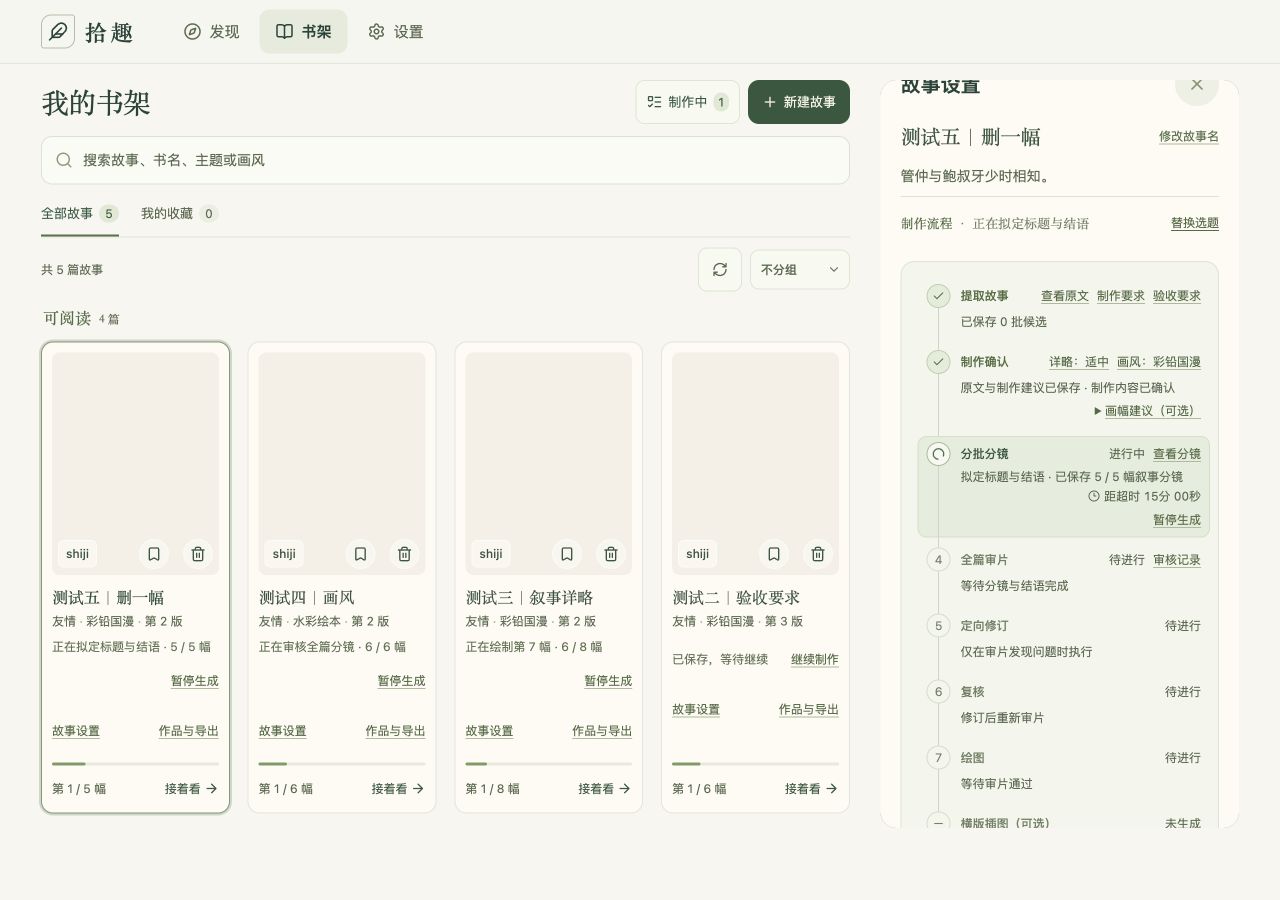 拾趣
发现
书架
设置
我的书架
制作中 1
新建故事
搜索故事、书名、主题或画风
全部故事 5
我的收藏 0
共 5 篇故事
不分组
可阅读 4 篇
shiji
测试五｜删一幅
友情 · 彩铅国漫 · 第 2 版
正在拟定标题与结语 · 5 / 5 幅
暂停生成
故事设置 作品与导出
第 1 / 5 幅 接着看
shiji
测试四｜画风
友情 · 水彩绘本 · 第 2 版
正在审核全篇分镜 · 6 / 6 幅
暂停生成
故事设置 作品与导出
第 1 / 6 幅 接着看
shiji
测试三｜叙事详略
友情 · 彩铅国漫 · 第 2 版
正在绘制第 7 幅 · 6 / 8 幅
暂停生成
故事设置 作品与导出
第 1 / 8 幅 接着看
shiji
测试二｜验收要求
友情 · 彩铅国漫 · 第 3 版
已保存，等待继续 继续制作
故事设置 作品与导出
第 1 / 6 幅 接着看
故事设置
测试五｜删一幅 修改故事名
管仲与鲍叔牙少时相知。
制作流程 · 正在拟定标题与结语 替换选题
提取故事 查看原文 制作要求 验收要求
已保存 0 批候选
制作确认 详略：适中 画风：彩铅国漫
原文与制作建议已保存 · 制作内容已确认
画幅建议（可选）
分批分镜 进行中 查看分镜
拟定标题与结语 · 已保存 5 / 5 幅叙事分镜
距超时 15分 00秒
暂停生成
4 全篇审片 待进行 审核记录
等待分镜与结语完成
5 定向修订 待进行
仅在审片发现问题时执行
6 复核 待进行
修订后重新审片
7 绘图 待进行
等待审片通过
横版插图（可选） 未生成